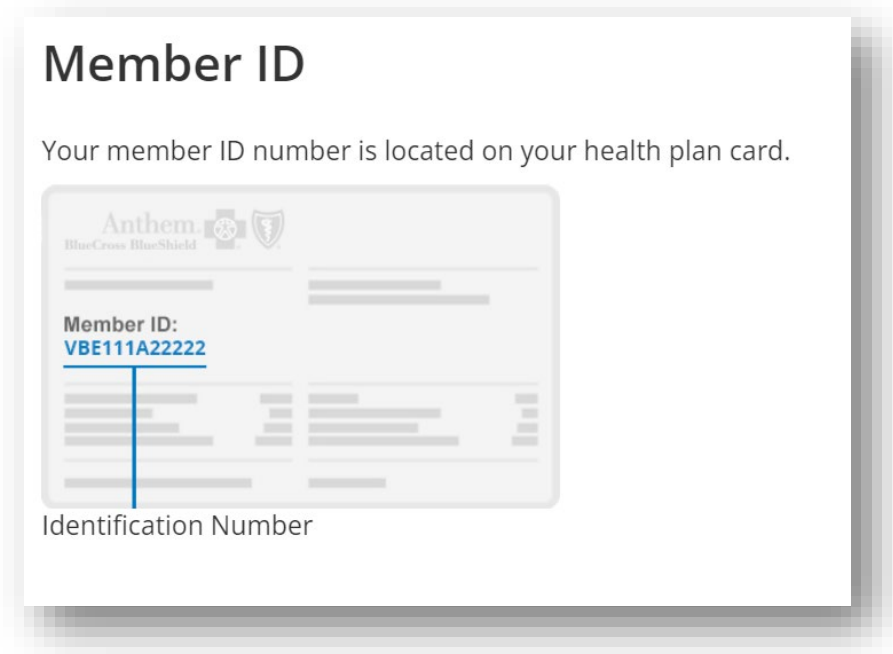 Member ID
Your member ID number is located on your health plan card.
Anthem.
BlueCross BlueShield
Member ID:
VBE111A22222
Identification Number